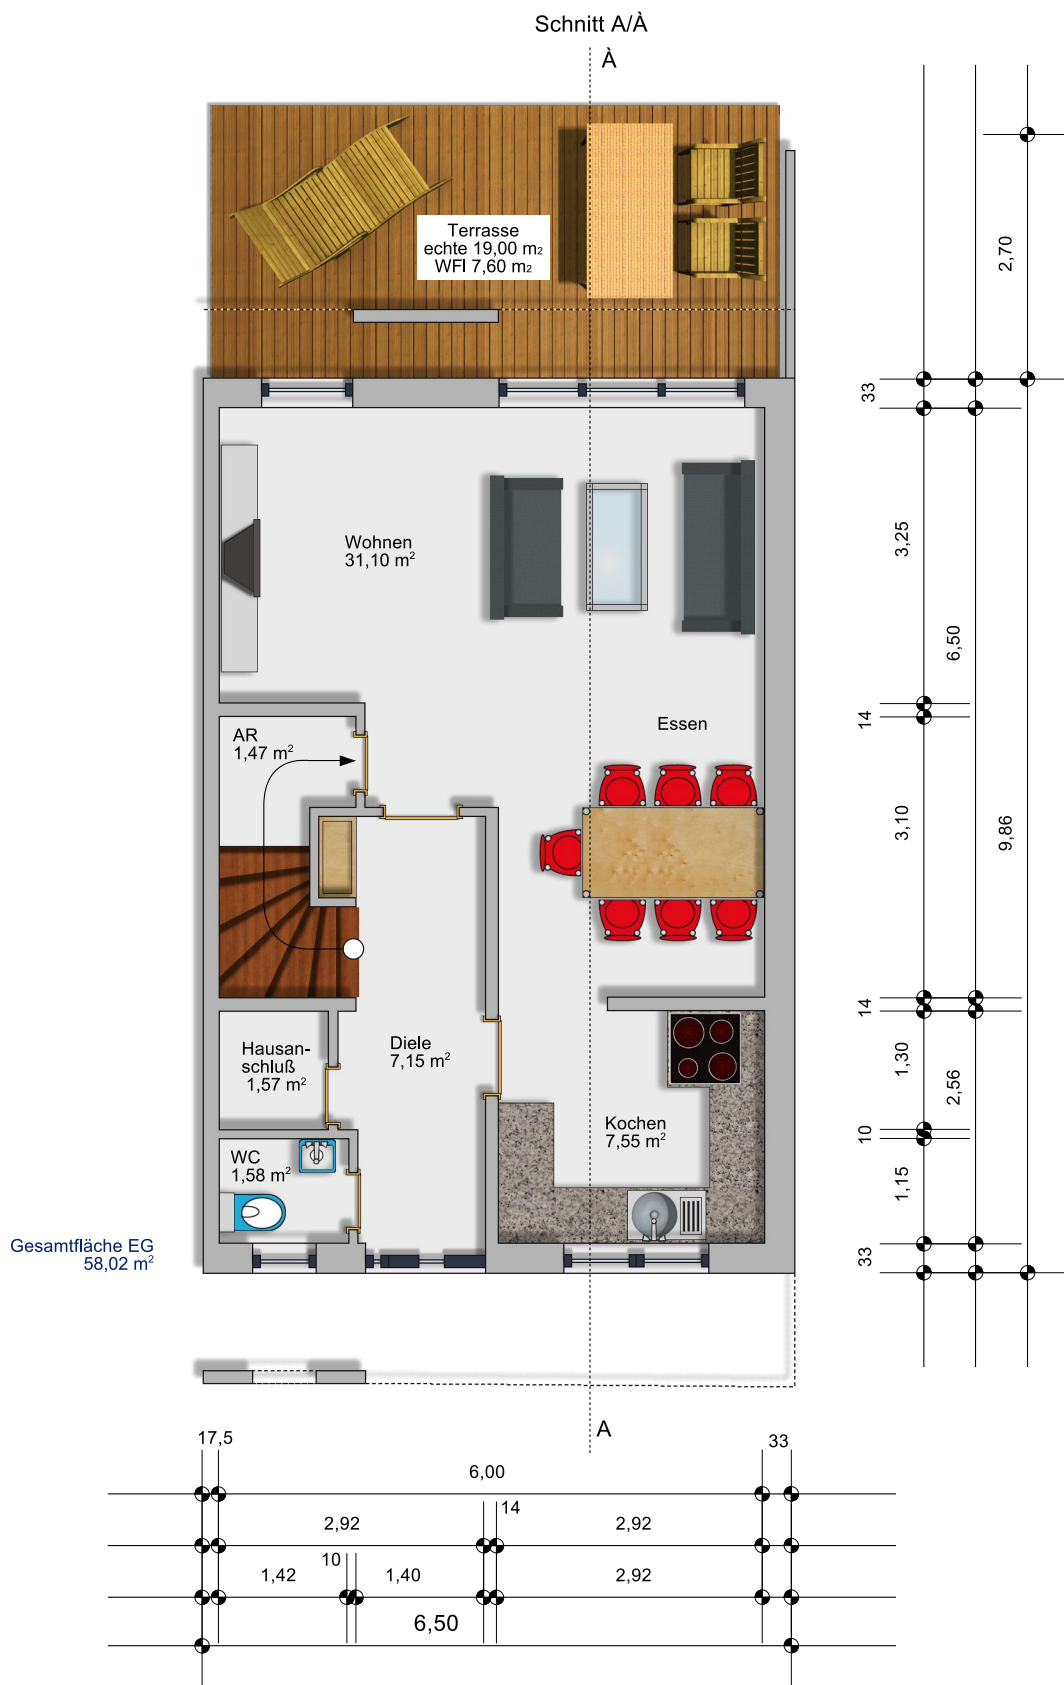 Schnitt A/À
À
Terrasse
echte 19,00 m2
WFl 7,60 m2
2,70
33
Wohnen
31,10 m²
3,25
6,50
Essen
14
AR
1,47 m²
3,10
9,86
14
Hausan-
schluß
1,57 m²
Diele
7,15 m²
1,30
2,56
Kochen
7,55 m²
10
WC
1,58 m²
1,15
Gesamtfläche EG
58,02 m²
33
A
17,5
33
6,00
14
2,92
2,92
10
1,42
1,40
2,92
6,50